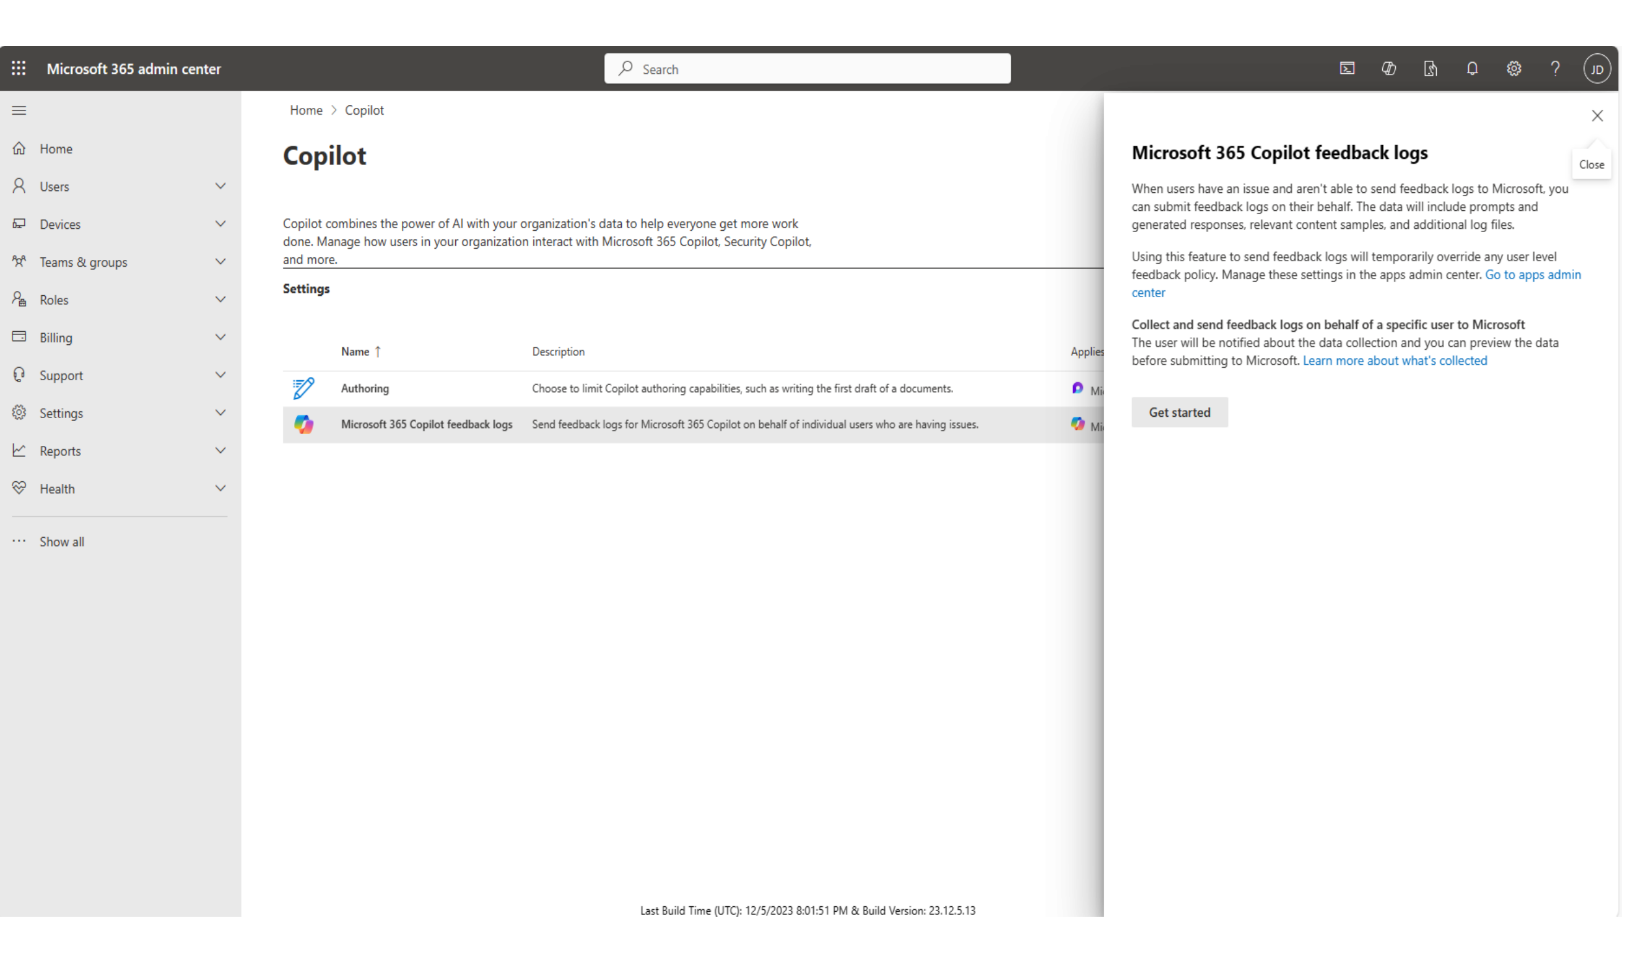 Microsoft 365 admin center
Search
JD
Home
Users
Devices
Teams & groups
Roles
Billing
Support
Settings
Reports
Health
Show all
Home > Copilot
Copilot
Copilot combines the power of AI with your organization's data to help everyone get more work
done. Manage how users in your organization interact with Microsoft 365 Copilot, Security Copilot,
and more.
Settings
Name ↑ Description Applies
Authoring Choose to limit Copilot authoring capabilities, such as writing the first draft of a documents. Mi
Microsoft 365 Copilot feedback logs Send feedback logs for Microsoft 365 Copilot on behalf of individual users who are having issues. Mi
Last Build Time (UTC): 12/5/2023 8:01:51 PM & Build Version: 23.12.5.13
Close
Microsoft 365 Copilot feedback logs
When users have an issue and aren't able to send feedback logs to Microsoft, you
can submit feedback logs on their behalf. The data will include prompts and
generated responses, relevant content samples, and additional log files.
Using this feature to send feedback logs will temporarily override any user level
feedback policy. Manage these settings in the apps admin center. Go to apps admin
center
Collect and send feedback logs on behalf of a specific user to Microsoft
The user will be notified about the data collection and you can preview the data
before submitting to Microsoft. Learn more about what's collected
Get started